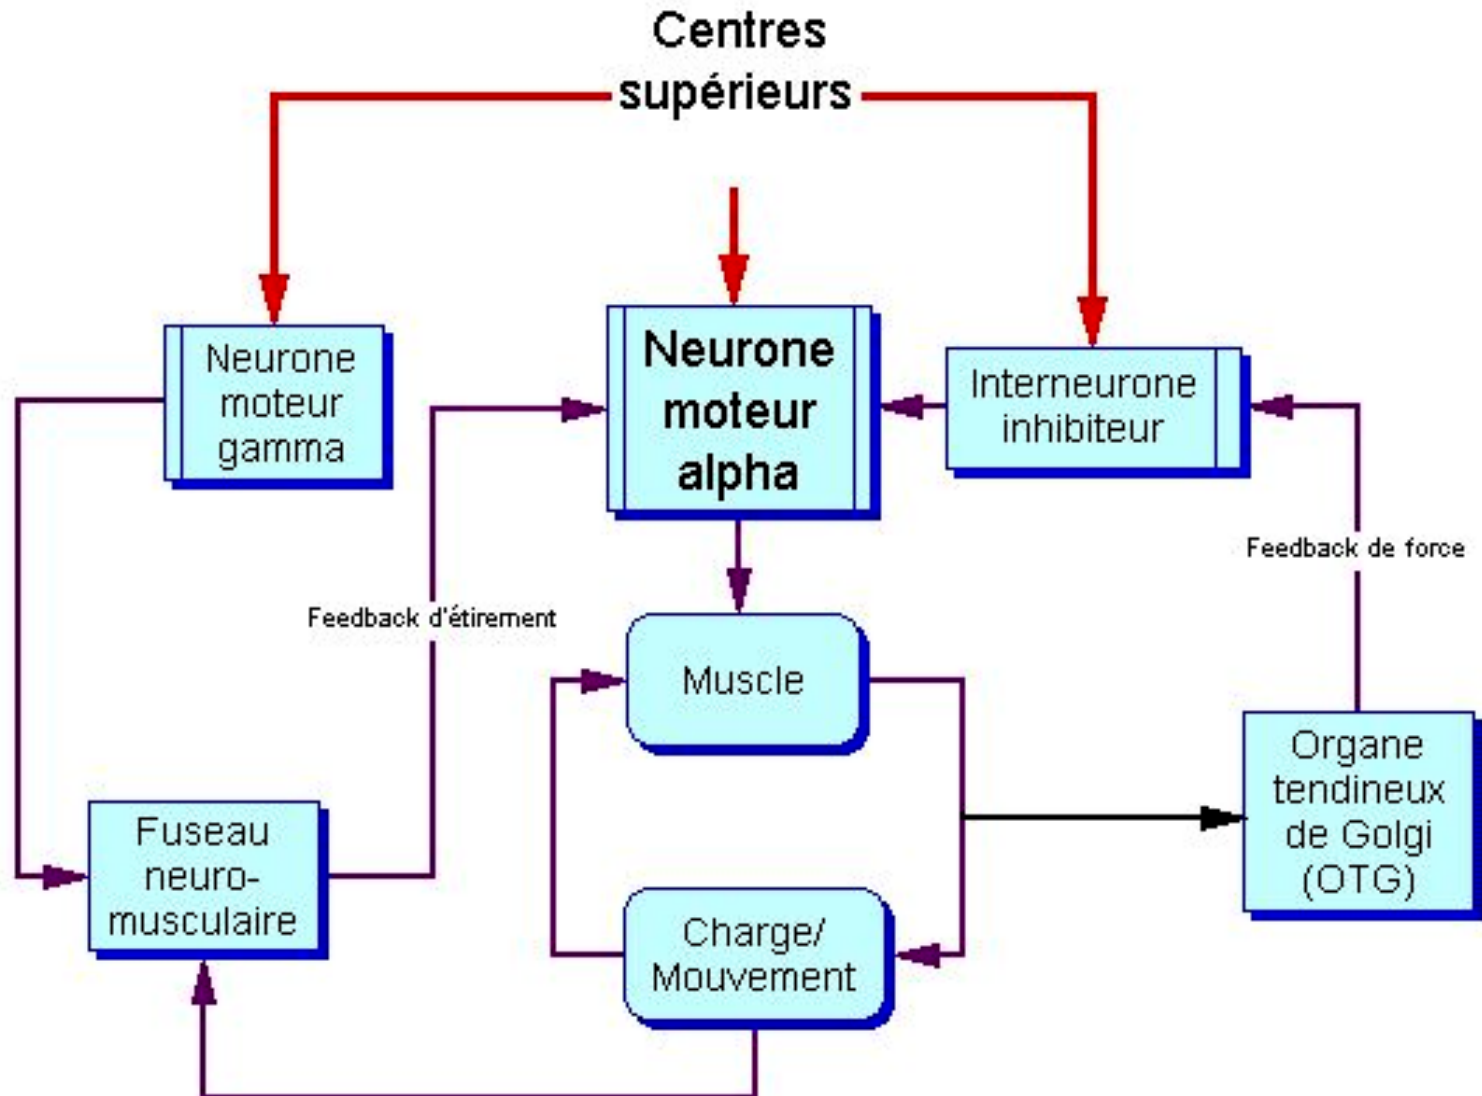 Centres
supérieurs
Neurone
moteur
gamma
Neurone
moteur
alpha
Interneurone
inhibiteur
Feedback de force
Feedback d'étirement
Muscle
Organe
tendineux
de Golgi
(OTG)
Fuseau
neuro-
musculaire
Charge/
Mouvement